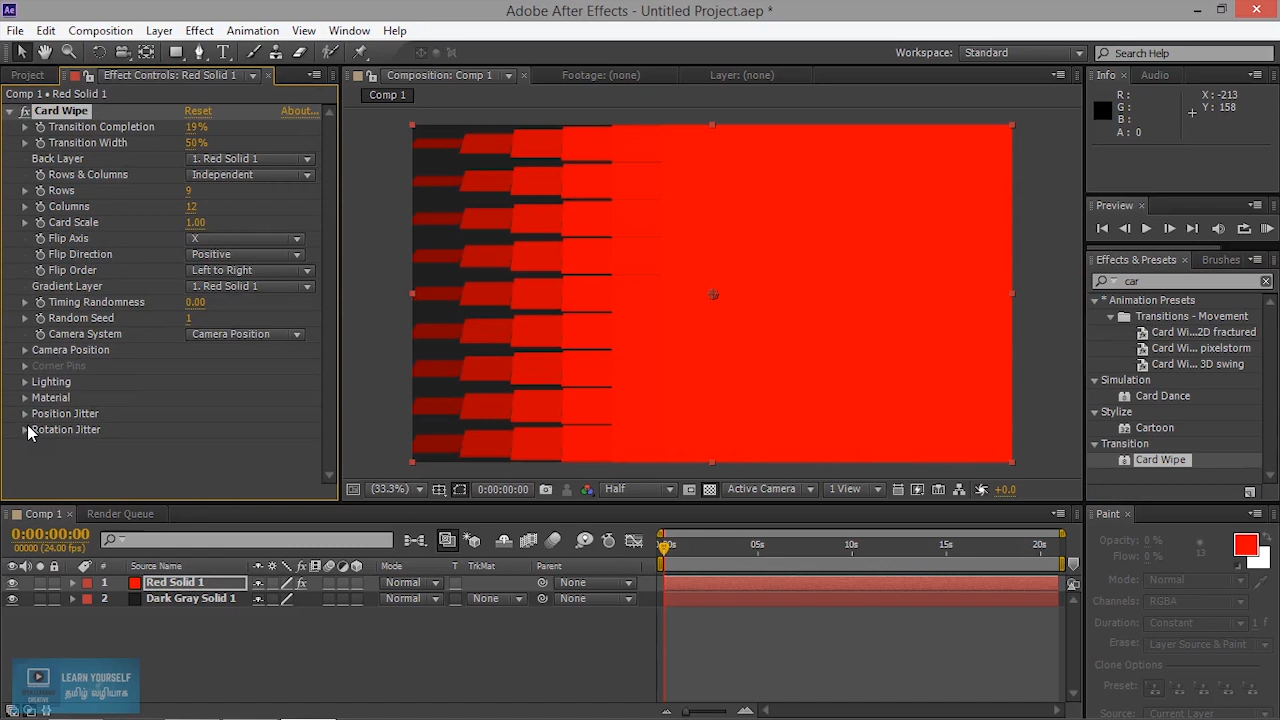 Ae
Adobe After Effects - Untitled Project.aep *
File Edit Composition Layer Effect Animation View Window Help
Workspace: Standard Search Help
Project Effect Controls: Red Solid 1 Composition: Comp 1 Footage: (none) Layer: (none) Info Audio
Comp 1 • Red Solid 1
Comp 1
Card Wipe Reset About...
Transition Completion 19%
Transition Width 50%
Back Layer 1. Red Solid 1
Rows & Columns Independent
Rows 9
Columns 12
Card Scale 1.00
Flip Axis X
Flip Direction Positive
Flip Order Left to Right
Gradient Layer 1. Red Solid 1
Timing Randomness 0.00
Random Seed 1
Camera System Camera Position
Camera Position
Corner Pins
Lighting
Material
Position Jitter
Rotation Jitter
(33.3%) 0:00:00:00 Half Active Camera 1 View +0.0
R:
G:
B:
A: 0
X: -213
Y: 158
Preview
Effects & Presets Brushes
car
* Animation Presets
Transitions - Movement
Card Wi...2D fractured
Card Wi... pixelstorm
Card Wi... 3D swing
Simulation
Card Dance
Stylize
Cartoon
Transition
Card Wipe
Comp 1 Render Queue
0:00:00:00
00000 (24.00 fps)
# Source Name Mode T TrkMat Parent
1 Red Solid 1 Normal None
2 Dark Gray Solid 1 Normal None None
05s 10s 15s 20s
Paint
Opacity: 0 %
Flow: 0 %
13
Mode: Normal
Channels: RGBA
Duration: Constant 1 f
Erase: Layer Source & Paint
Clone Options
Preset:
Source: Current Layer
LEARN YOURSELF
தமிழ் வழியாக
CREATIVE